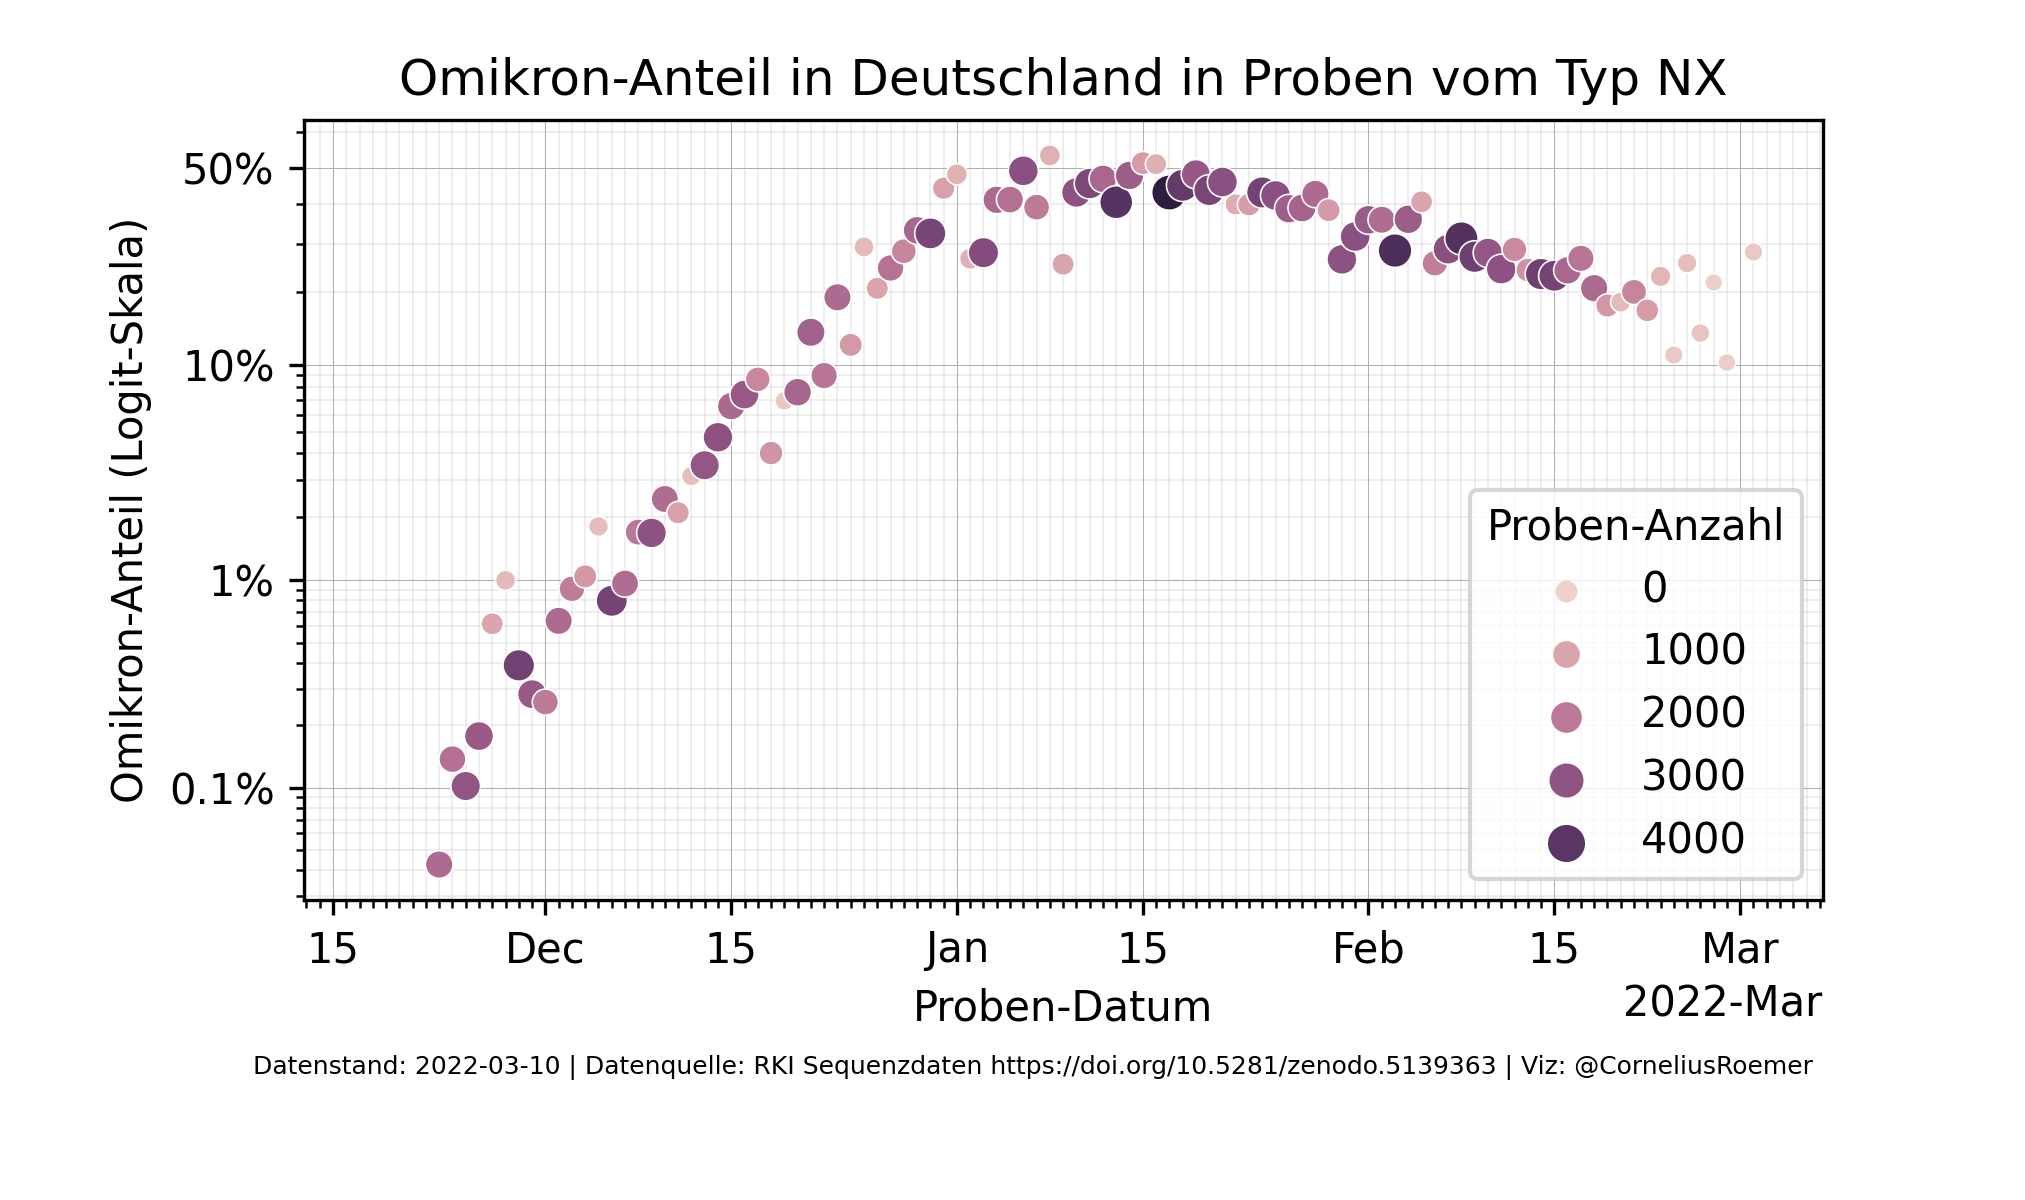 Omikron-Anteil in Deutschland in Proben vom Typ NX
Omikron-Anteil (Logit-Skala)
50%
10%
1%
0.1%
Proben-Anzahl
0
1000
2000
3000
4000
15 Dec 15 Jan 15 Feb 15 Mar
Proben-Datum
2022-Mar
Datenstand: 2022-03-10 | Datenquelle: RKI Sequenzdaten https://doi.org/10.5281/zenodo.5139363 | Viz: @CorneliusRoemer